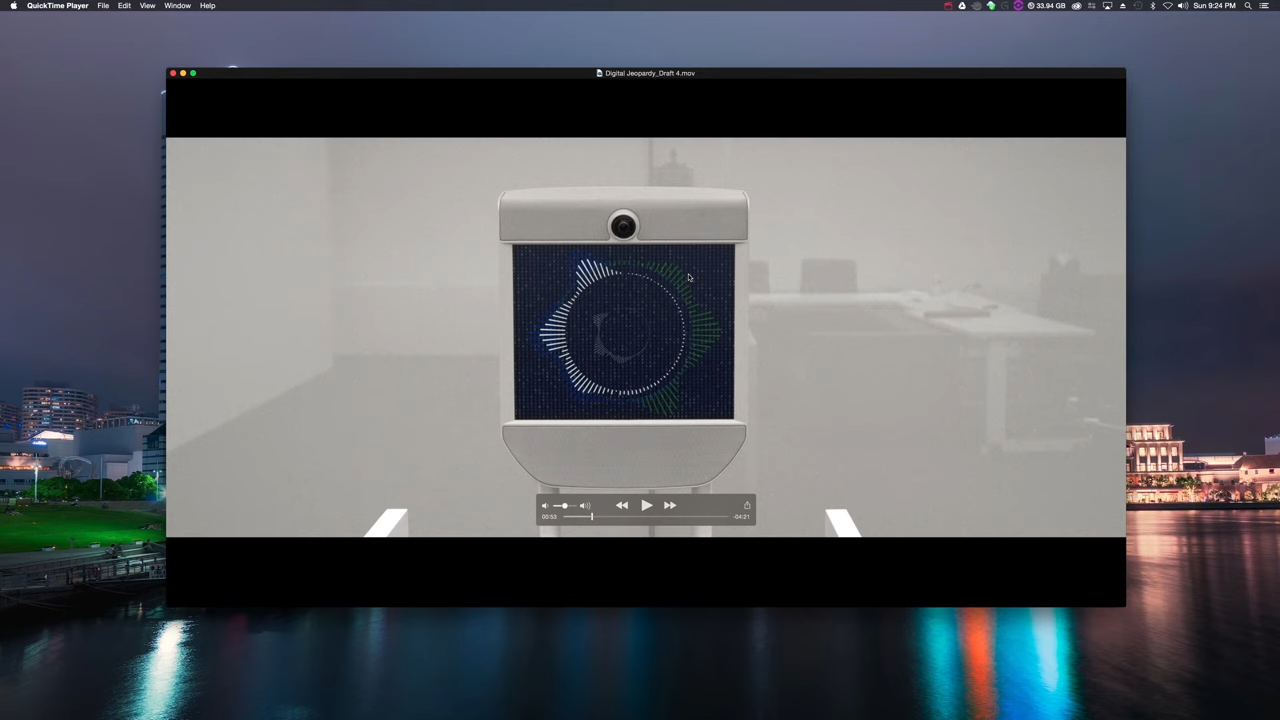 QuickTime Player File Edit View Window Help 33.94 GB Sun 9:24 PM
Digital Jeopardy_Draft 4.mov
00:53 -04:21